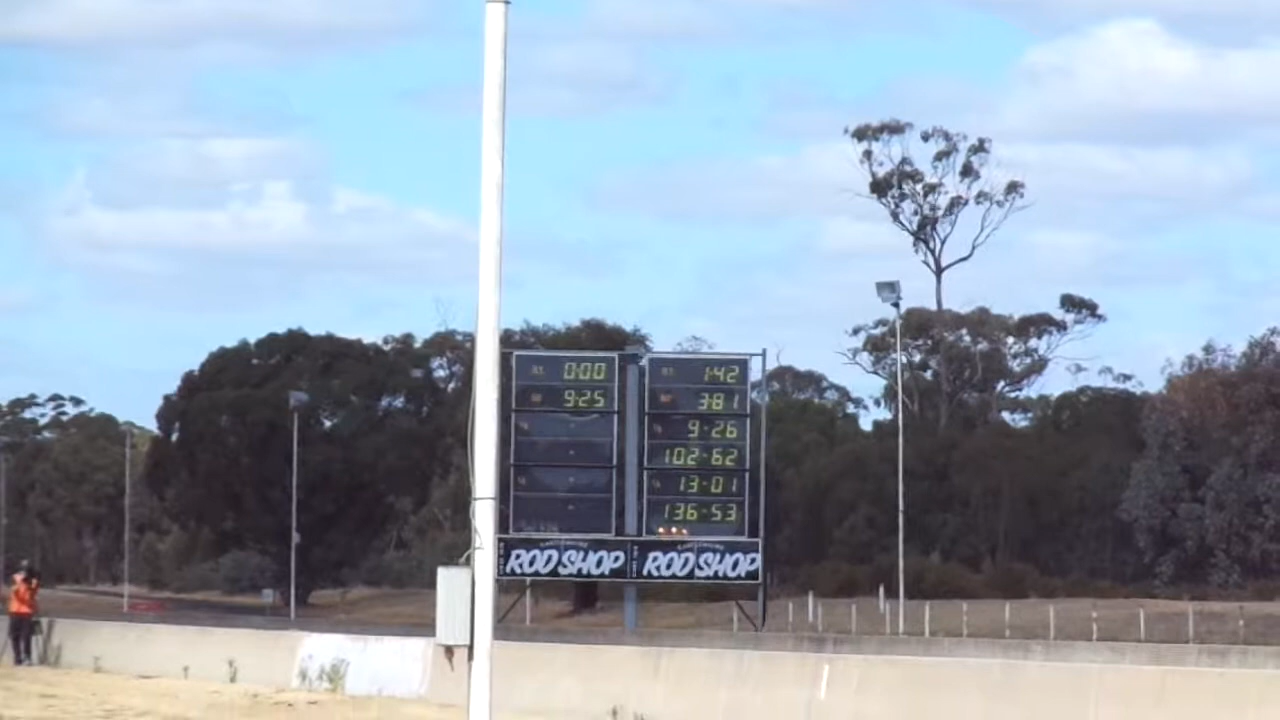 R.T. 0.00
9.25
R.T. 1.42
3.81
9.26
102.62
13.01
136.53
ROD SHOP
ROD SHOP